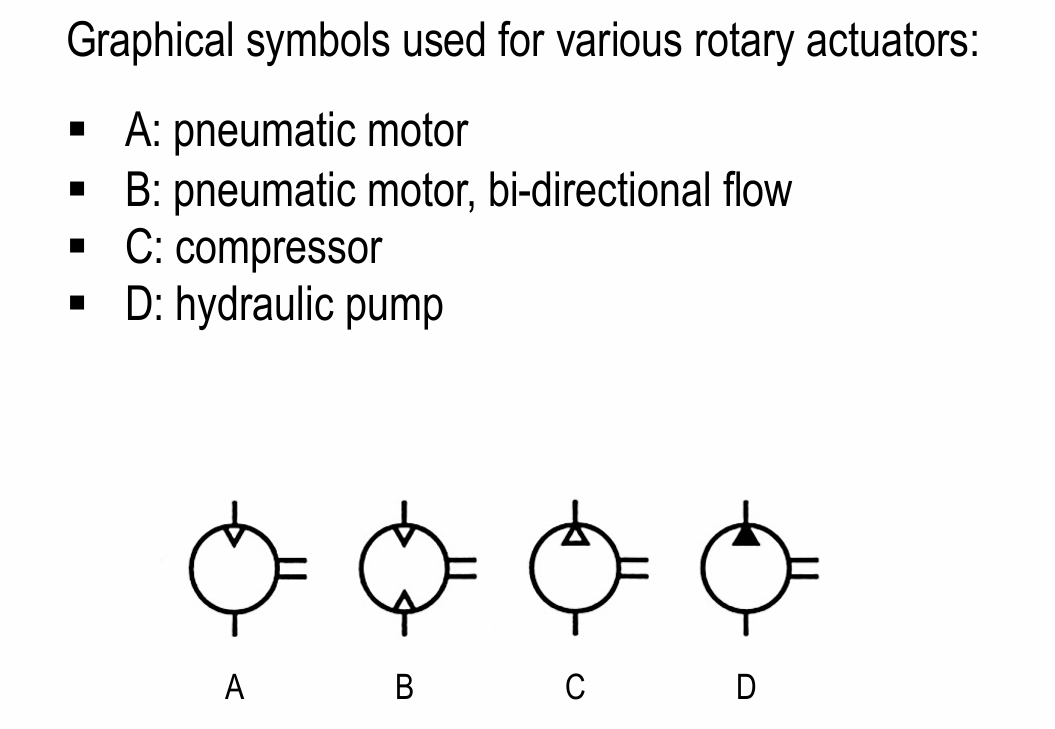 Graphical symbols used for various rotary actuators:
▪ A: pneumatic motor
▪ B: pneumatic motor, bi-directional flow
▪ C: compressor
▪ D: hydraulic pump
A B C D